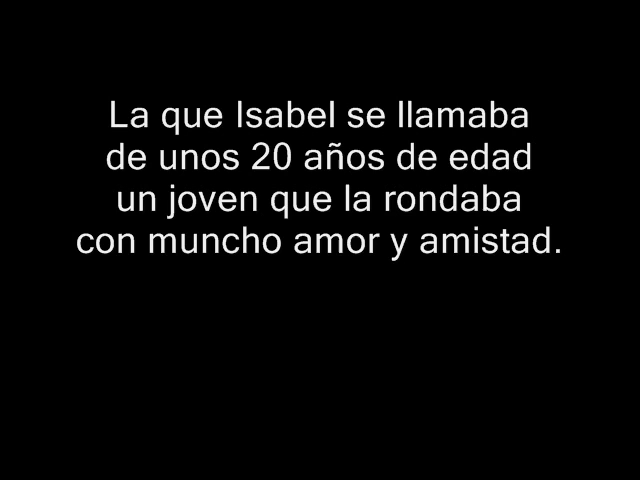 La que Isabel se llamaba
de unos 20 años de edad
un joven que la rondaba
con muncho amor y amistad.